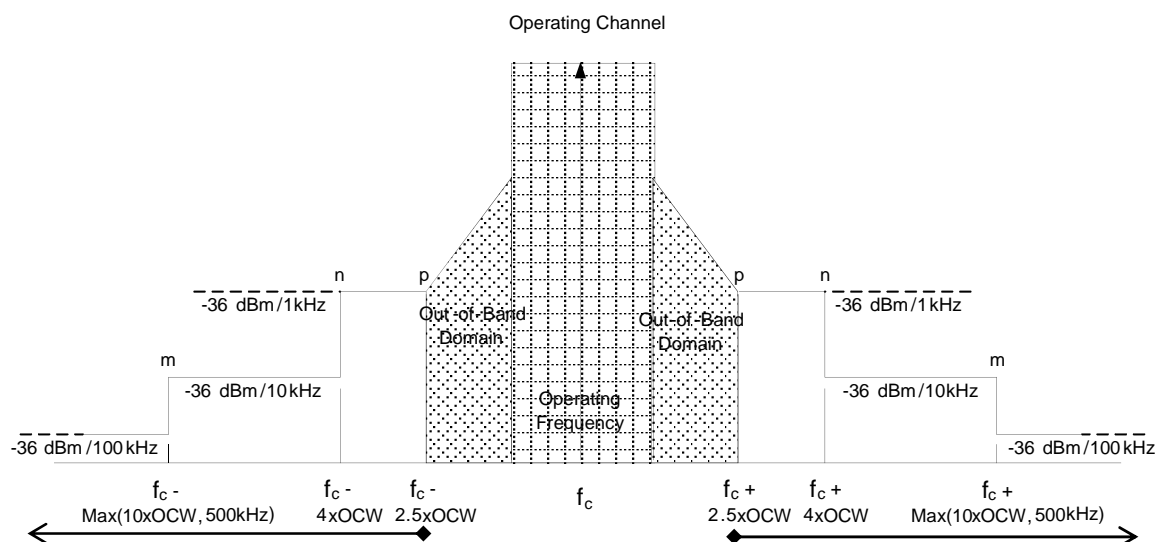 Operating Channel
n p p n
-36 dBm/1kHz -36 dBm/1kHz
Out-of-Band Domain Out-of-Band Domain
m m
-36 dBm/10kHz -36 dBm/10kHz
Operating Frequency
-36 dBm/100kHz -36 dBm/100kHz
fc - fc - fc - fc fc + fc + fc +
Max(10xOCW, 500kHz) 4xOCW 2.5xOCW 2.5xOCW 4xOCW Max(10xOCW, 500kHz)